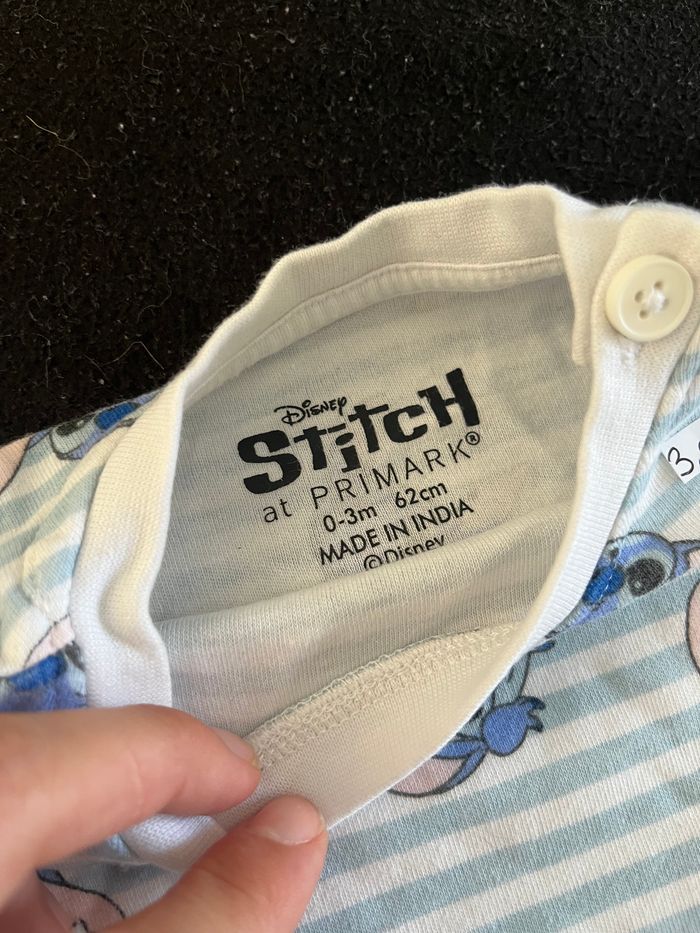 Disney
Stitch
at PRIMARK®
0-3m 62cm
MADE IN INDIA
©Disney